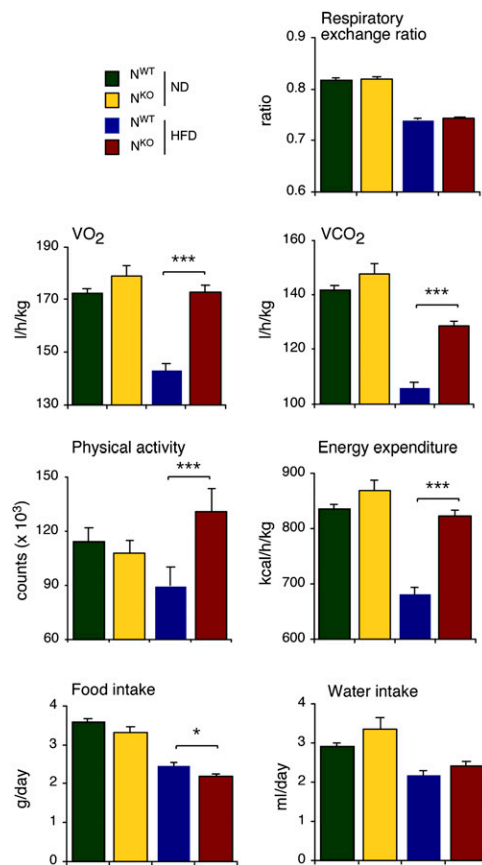 Respiratory
exchange ratio
N^WT
N^KO
ND
N^WT
N^KO
HFD
ratio
0.9
0.8
0.7
0.6
VO₂
l/h/kg
190
170
150
130
***
VCO₂
l/h/kg
160
140
120
100
***
Physical activity
counts (x 10³)
150
120
90
60
***
Energy expenditure
kcal/h/kg
900
800
700
600
***
Food intake
g/day
4
3
2
1
0
*
Water intake
ml/day
4
3
2
1
0